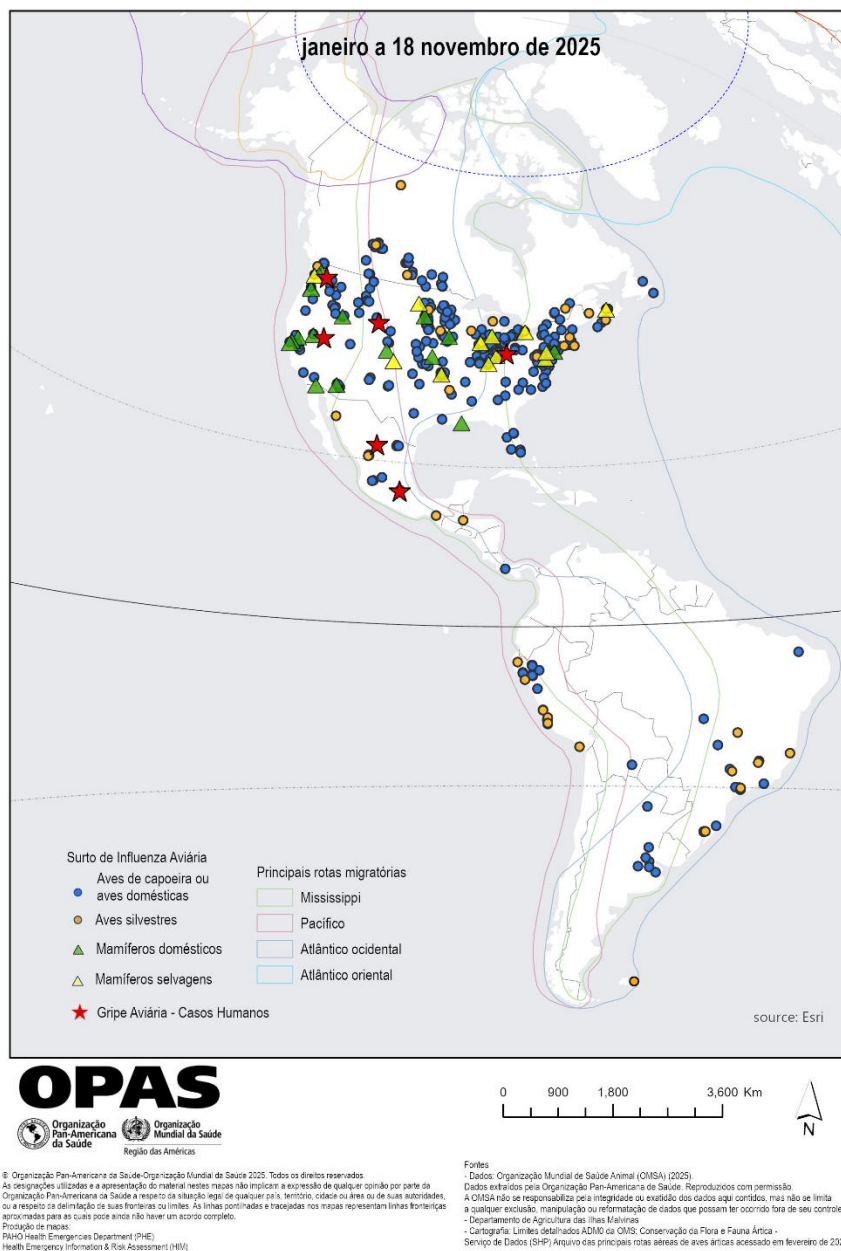 janeiro a 18 novembro de 2025
Surto de Influenza Aviária
Aves de capoeira ou
aves domésticas
Aves silvestres
Mamíferos domésticos
Mamíferos selvagens
Gripe Aviária - Casos Humanos
Principais rotas migratórias
Mississippi
Pacífico
Atlântico ocidental
Atlântico oriental
source: Esri
OPAS
Organização
Pan-Americana
da Saúde
Organização
Mundial da Saúde
Região das Américas
0 900 1,800 3,600 Km
N
© Organização Pan-Americana da Saúde-Organização Mundial da Saúde 2025. Todos os direitos reservados.
As designações utilizadas e a apresentação do material nestes mapas não implicam a expressão de qualquer opinião por parte da
Organização Pan-Americana da Saúde a respeito da situação legal de qualquer país, território, cidade ou área ou de suas autoridades,
ou a respeito da delimitação de suas fronteiras ou limites. As linhas pontilhadas e tracejadas nos mapas representam linhas fronteiriças
aproximadas para as quais pode ainda não haver um acordo completo.
Produção de mapas:
PAHO Health Emergencies Department (PHE)
Health Emergency Information & Risk Assessment (HIM)
Fontes
- Dados: Organização Mundial de Saúde Animal (OMSA) (2025).
Dados extraídos pela Organização Pan-Americana de Saúde. Reproduzidos com permissão.
A OMSA não se responsabiliza pela integridade ou exatidão dos dados aqui contidos, mas não se limita
a qualquer exclusão, manipulação ou reformatação de dados que possam ter ocorrido fora de seu controle
- Departamento de Agricultura das Ilhas Malvinas
- Cartografia: Limites detalhados ADM0 da OMS; Conservação da Flora e Fauna Ártica -
Serviço de Dados (SHP) Arquivo das principais rotas aéreas de aves árticas acessado em fevereiro de 202